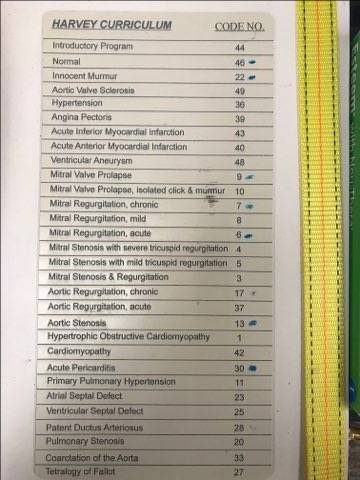 HARVEY CURRICULUM CODE NO.
Introductory Program 44
Normal 46
Innocent Murmur 22
Aortic Valve Sclerosis 49
Hypertension 36
Angina Pectoris 39
Acute Inferior Myocardial Infarction 43
Acute Anterior Myocardial Infarction 40
Ventricular Aneurysm 48
Mitral Valve Prolapse 9
Mitral Valve Prolapse, isolated click & murmur 10
Mitral Regurgitation, chronic 7
Mitral Regurgitation, mild 8
Mitral Regurgitation, acute 6
Mitral Stenosis with severe tricuspid regurgitation 4
Mitral Stenosis with mild tricuspid regurgitation 5
Mitral Stenosis & Regurgitation 3
Aortic Regurgitation, chronic 17
Aortic Regurgitation, acute 37
Aortic Stenosis 13
Hypertrophic Obstructive Cardiomyopathy 1
Cardiomyopathy 42
Acute Pericarditis 30
Primary Pulmonary Hypertension 11
Atrial Septal Defect 23
Ventricular Septal Defect 25
Patent Ductus Arteriosus 28
Pulmonary Stenosis 20
Coarctation of the Aorta 33
Tetralogy of Fallot 27